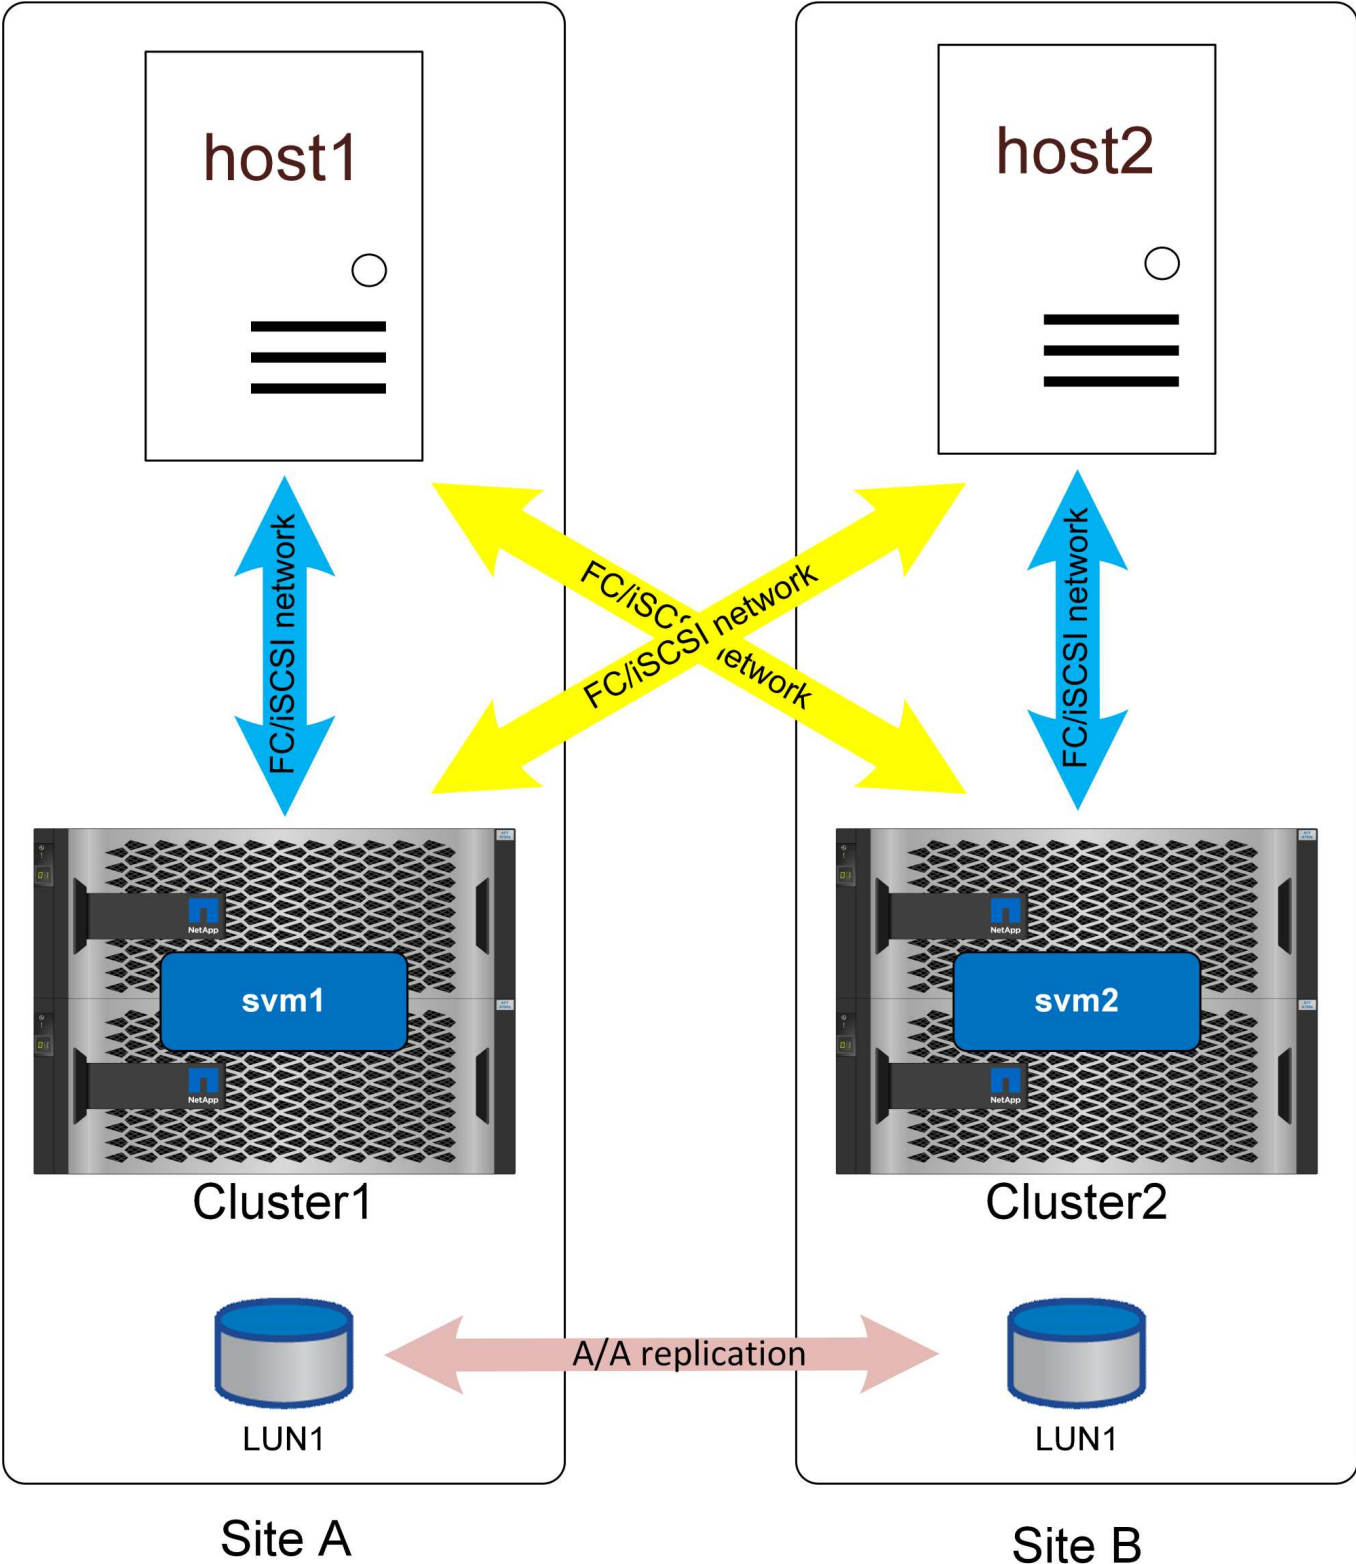 host1
host2
FC/iSCSI network
FC/iSCSI network
FC/iSCSI network
FC/iSCSI network
NetApp
NetApp
svm1
svm2
NetApp
NetApp
Cluster1
Cluster2
A/A replication
LUN1
LUN1
Site A
Site B